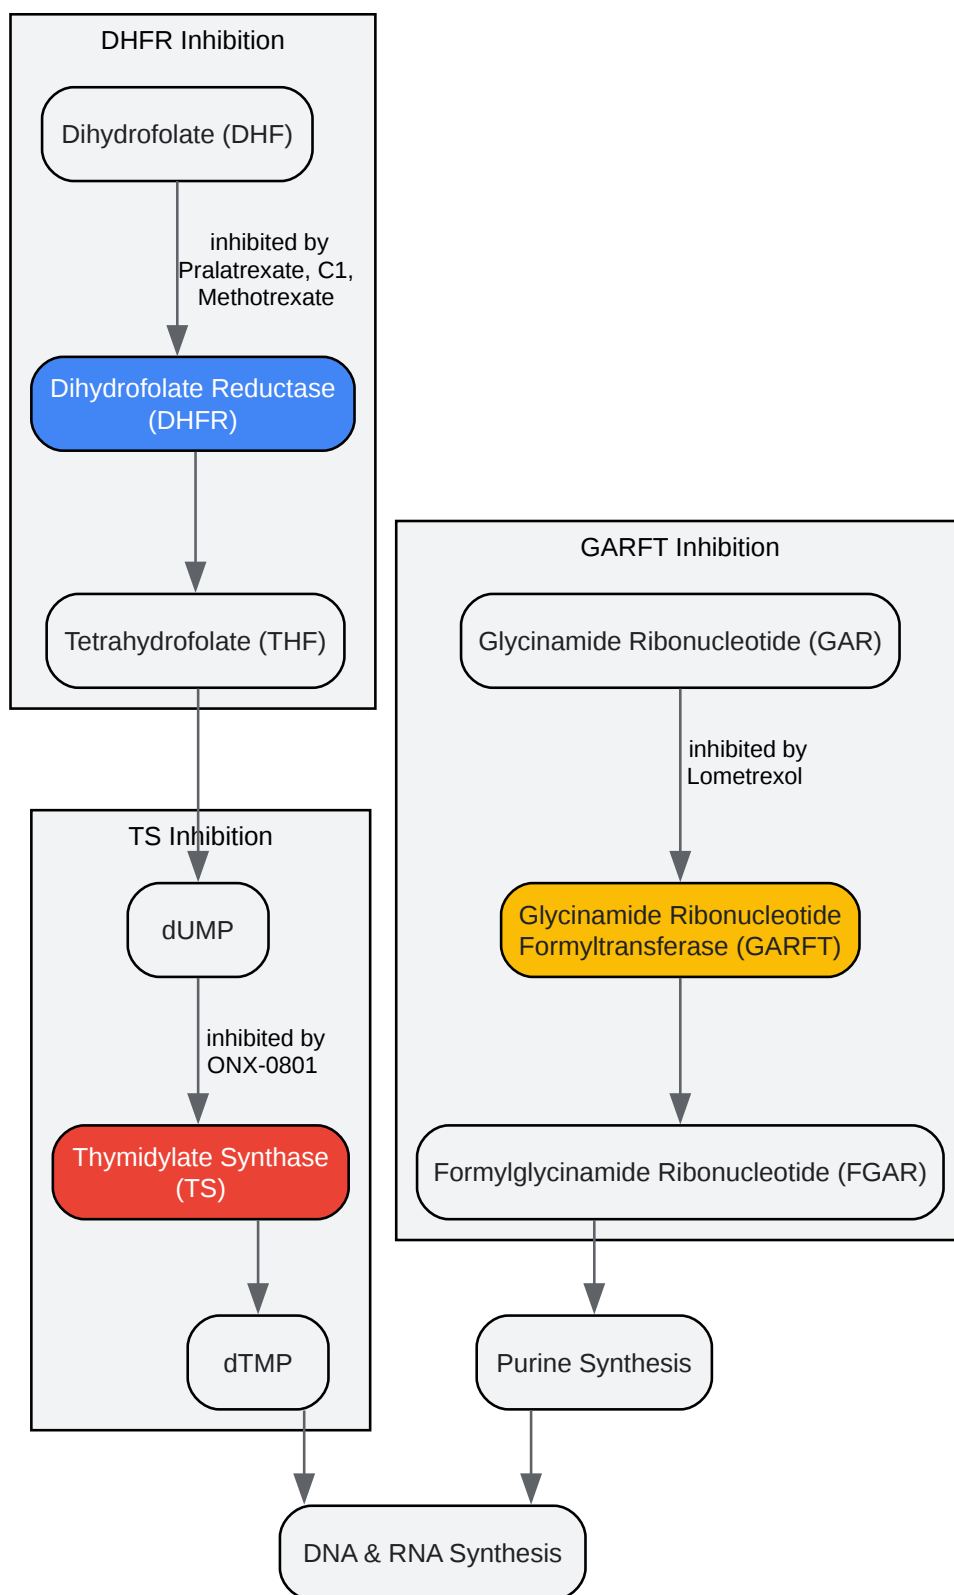 DHFR Inhibition
Dihydrofolate (DHF)
inhibited by
Pralatrexate, C1,
Methotrexate
Dihydrofolate Reductase
(DHFR)
Tetrahydrofolate (THF)
GARFT Inhibition
Glycinamide Ribonucleotide (GAR)
inhibited by
Lometrexol
Glycinamide Ribonucleotide
Formyltransferase (GARFT)
Formylglycinamide Ribonucleotide (FGAR)
TS Inhibition
dUMP
inhibited by
ONX-0801
Thymidylate Synthase
(TS)
dTMP
Purine Synthesis
DNA & RNA Synthesis